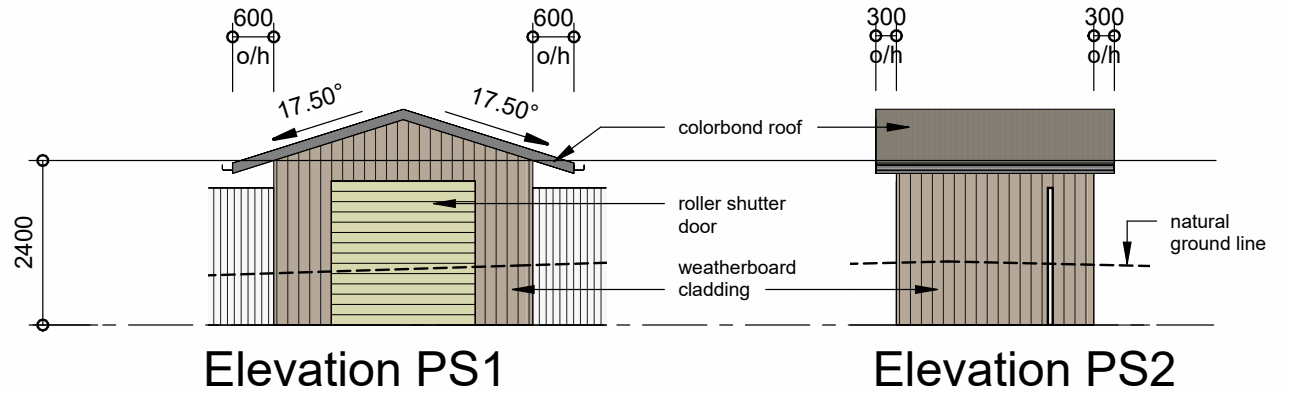 600
o/h
600
o/h
300
o/h
300
o/h
17.50°
17.50°
colorbond roof
2400
roller shutter
door
natural
ground line
weatherboard
cladding
Elevation PS1
Elevation PS2